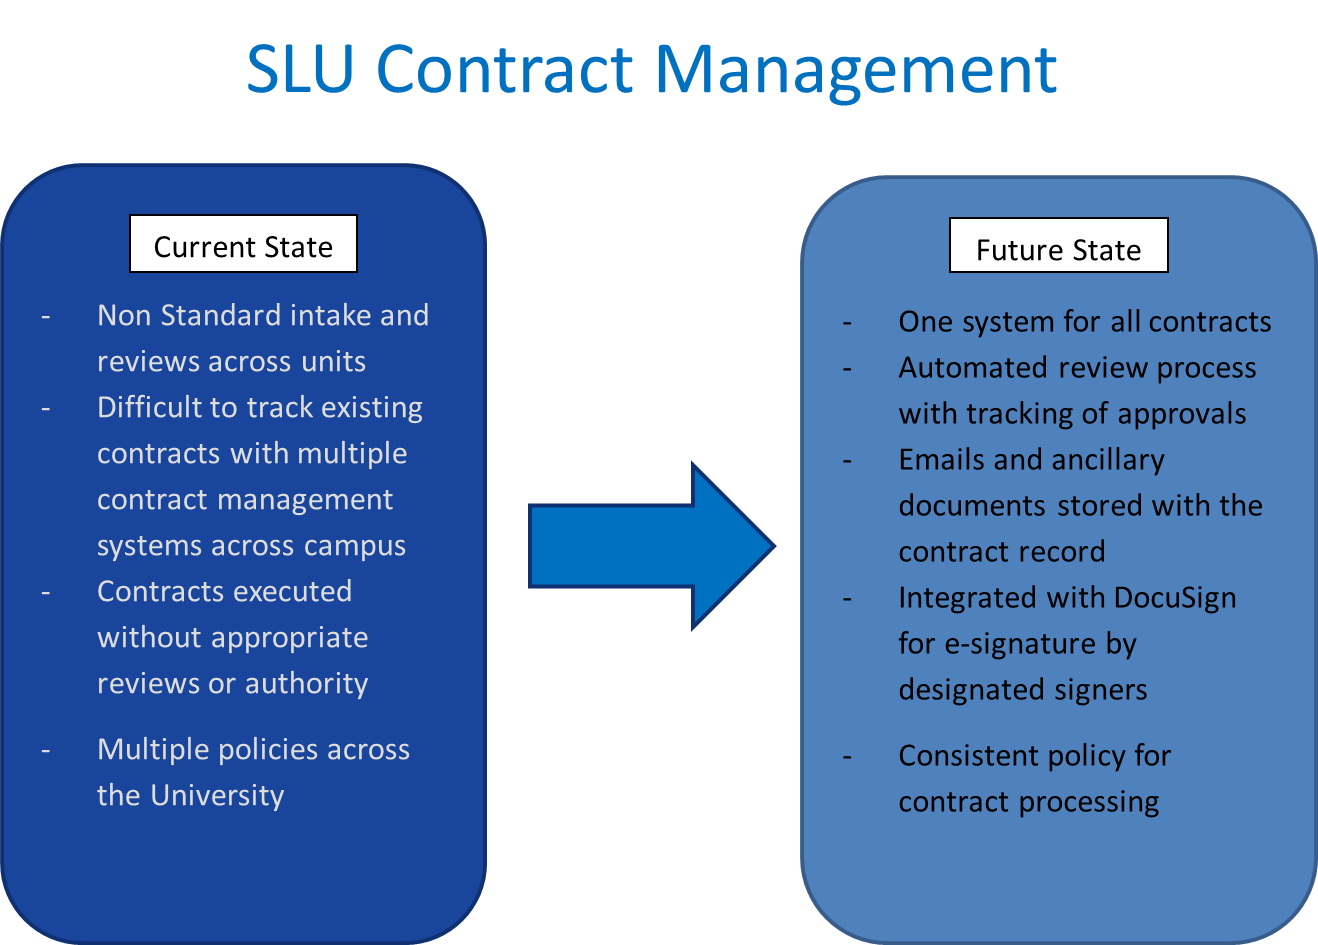 SLU Contract Management
Current State
- Non Standard intake and
reviews across units
- Difficult to track existing
contracts with multiple
contract management
systems across campus
- Contracts executed
without appropriate
reviews or authority
- Multiple policies across
the University
Future State
- One system for all contracts
- Automated review process
with tracking of approvals
- Emails and ancillary
documents stored with the
contract record
- Integrated with DocuSign
for e-signature by
designated signers
- Consistent policy for
contract processing